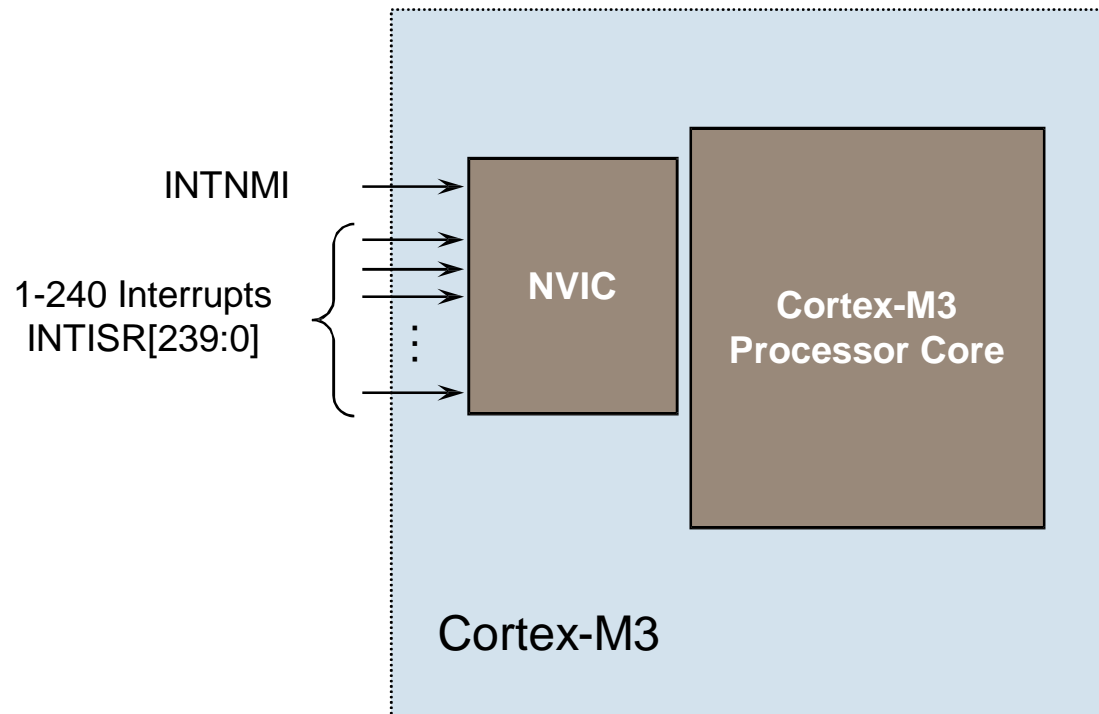 INTNMI
1-240 Interrupts
INTISR[239:0]
NVIC
Cortex-M3
Processor Core
Cortex-M3